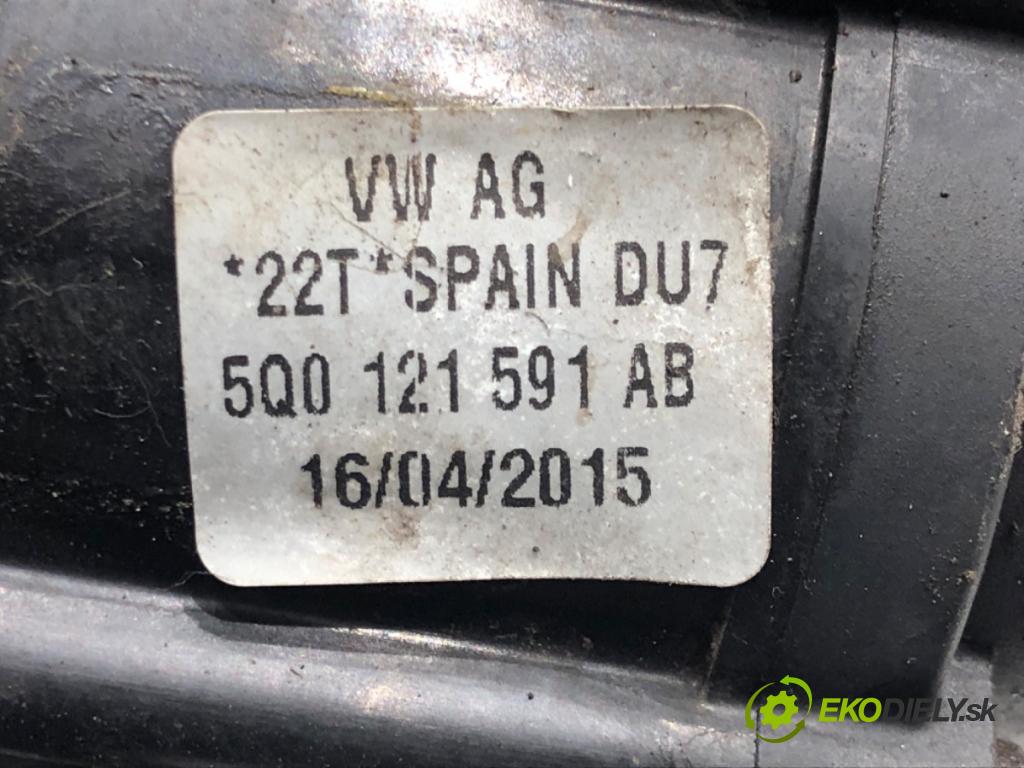 VW AG
*22T*SPAIN DU7
5Q0 121 591 AB
16/04/2015
EKODIELY.sk